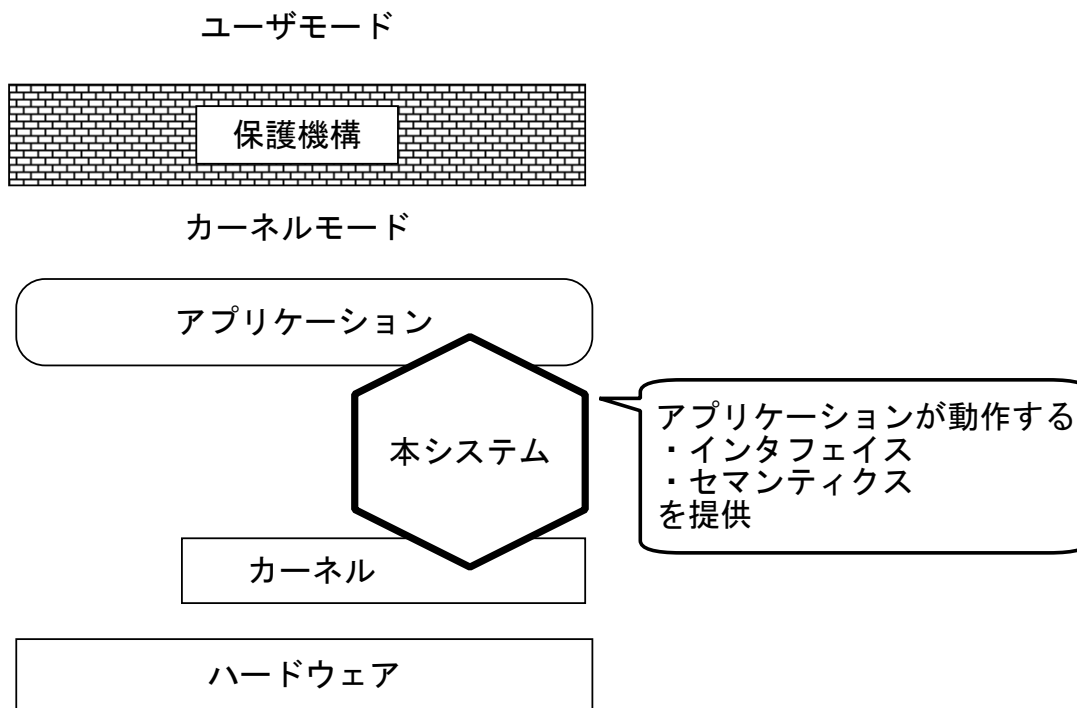 ユーザモード
保護機構
カーネルモード
アプリケーション
本システム
アプリケーションが動作する
・インタフェイス
・セマンティクス
を提供
カーネル
ハードウェア